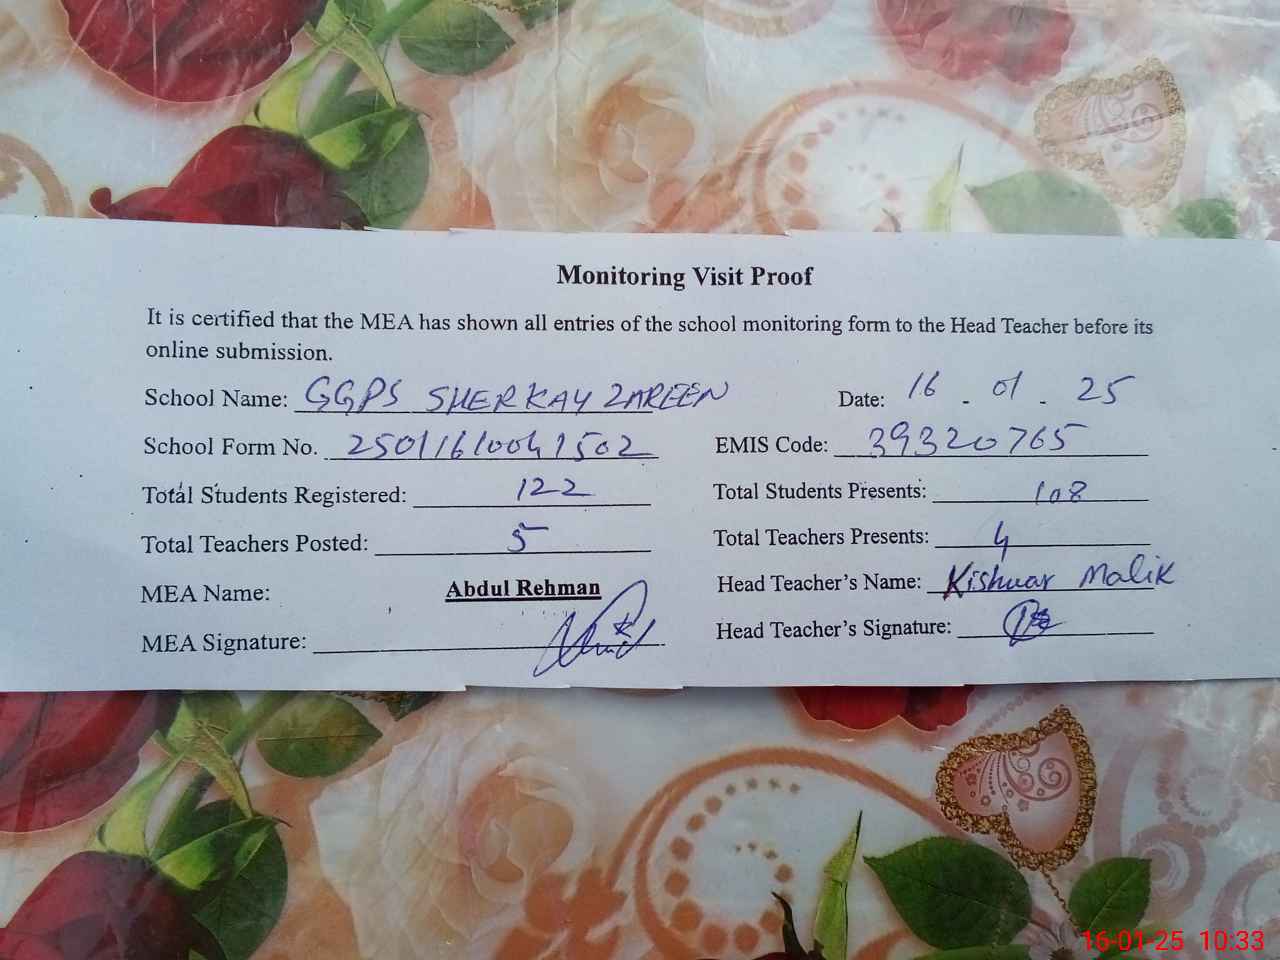 Monitoring Visit Proof
It is certified that the MEA has shown all entries of the school monitoring form to the Head Teacher before its
online submission.
School Name: GGPS SHERKAY ZAREEN Date: 16 . 01 . 25
School Form No. 25011610041502 EMIS Code: 39320765
Total Students Registered: 122 Total Students Presents: 108
Total Teachers Posted: 5 Total Teachers Presents: 4
MEA Name: Abdul Rehman Head Teacher's Name: Kishwar Malik
MEA Signature: Head Teacher's Signature:
16-01-25 10:33